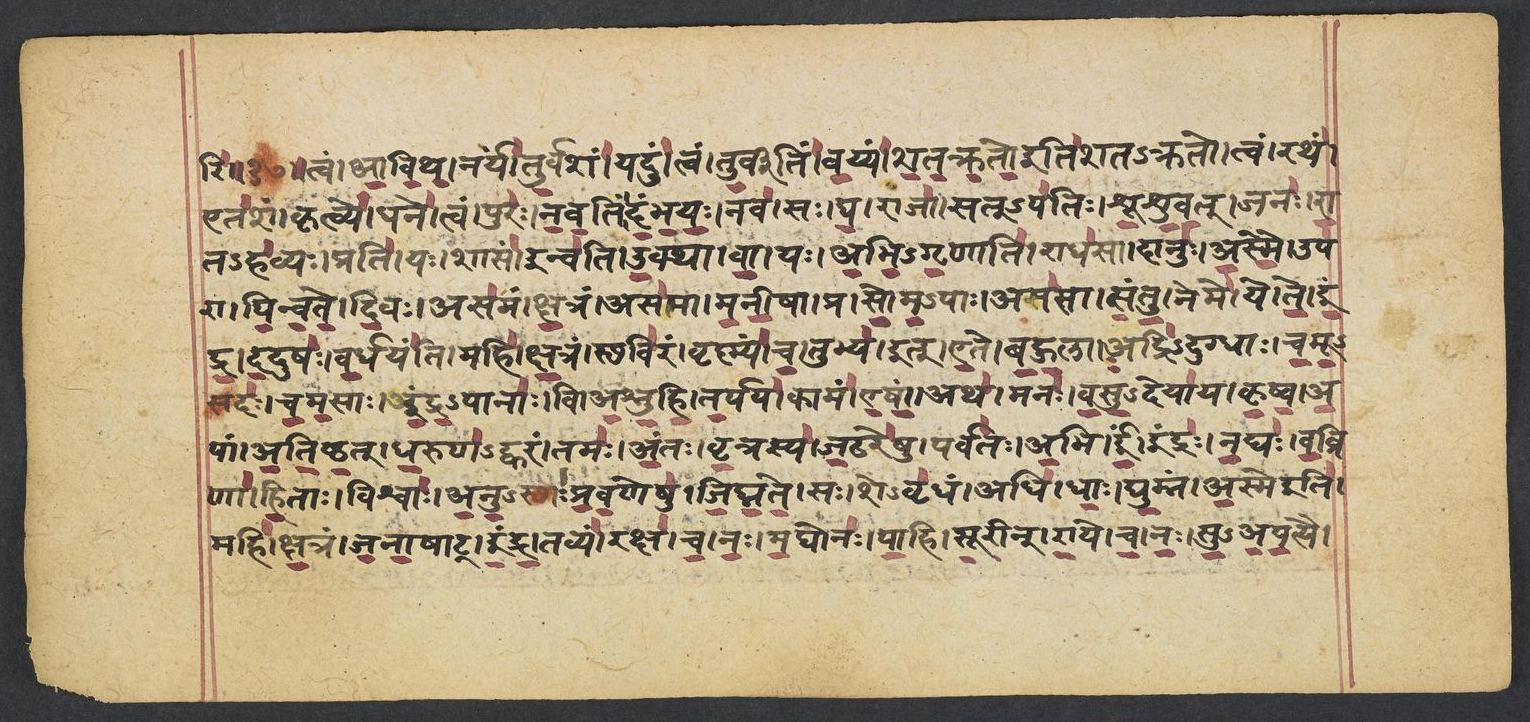 रि॥१७॥त्वं।आविथ।नर्यं।तुर्वशं।यदुं।त्वं।तुर्वीतिं।वय्यं।शतक्रतो।इतिशतऽक्रतो।त्वं।रथं।
एतशं।कृत्व्ये।धने।त्वं।पुरः।नवतिं।दंभयः।नव।सः।घ।राजा।सत्ऽपतिः।शूशुवत्।जनः।रा
तऽहव्यः।प्रति।यः।शासं।इन्वति।उक्था।वा।यः।अभिऽगृणाति।राधसा।दानुः।अस्मै।उप
रा।पिन्वते।दिवः।असमं।क्षत्रं।असमा।मनीषा।प्र।सोमऽपाः।अपसा।संतु।नेमे।ये।ते।इं
द्र।ददुषः।वर्धयंति।महि।क्षत्रं।स्थविरं।वृष्ण्यं।च।तुभ्य।इत्।एते।बहुलाः।अद्रिऽदुग्धाः।चमूऽ
सदः।चमसाः।इंद्रऽपानाः।वि।अश्नुहि।तर्पय।कामं।एषां।अथ।मनः।वसुऽदेयाय।कृष्व।अ
पां।अतिष्ठत्।धरुणऽह्वरं।तमः।अंतः।वृत्रस्य।जठरेषु।पर्वतः।अभि।ईं।इंद्रः।नद्यः।वव्रि
णा।हिताः।विश्वाः।अनुऽस्थाः।प्रवणेषु।जिघ्नते।सः।शेऽवृधं।अधि।धाः।द्युम्नं।अस्मे इति।
महि।क्षत्रं।जनाषाट्।इंद्र।तव्यं।रक्ष।च।नः।मघोनः।पाहि।सूरीन्।राये।च।नः।सुऽअपत्यै।